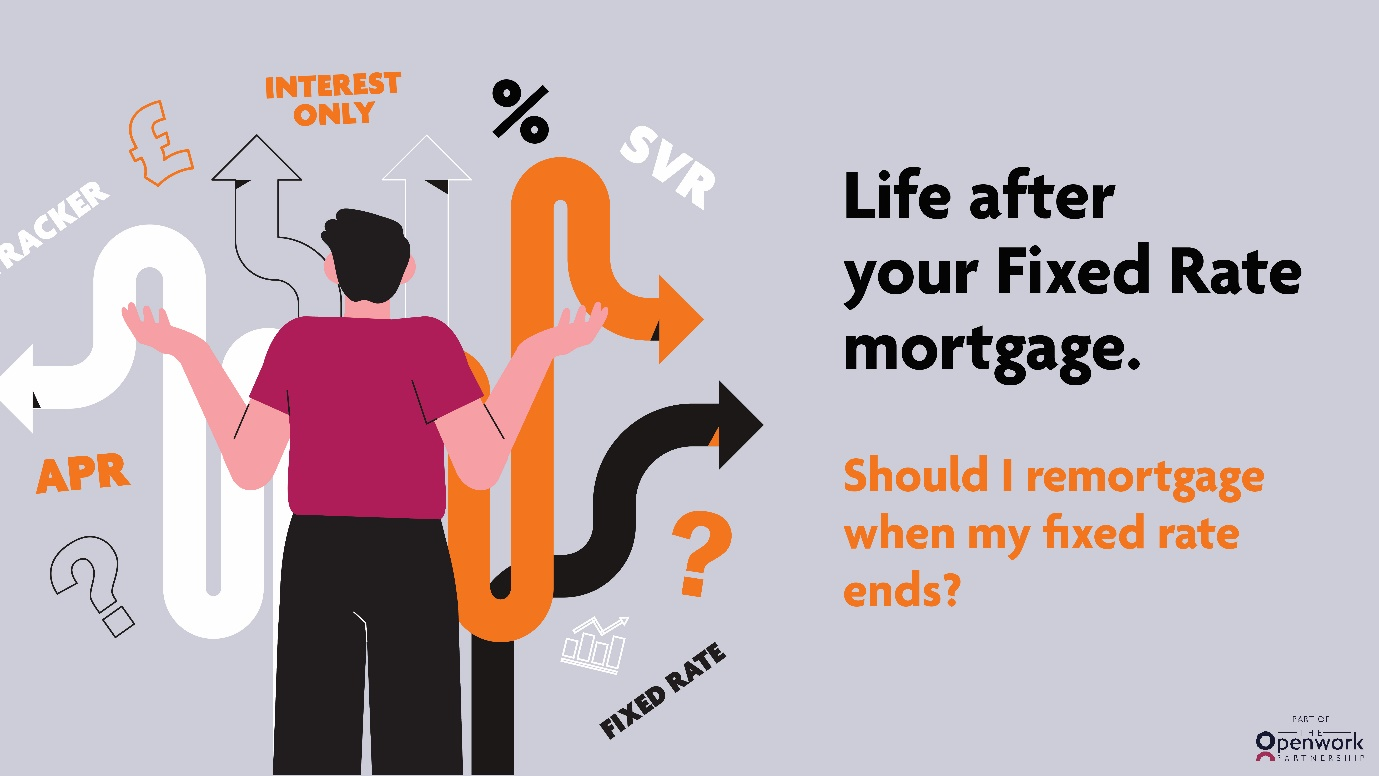 INTEREST
ONLY
%
£
SVR
TRACKER
APR
?
?
FIXED RATE
Life after
your Fixed Rate
mortgage.
Should I remortgage
when my fixed rate
ends?
PART OF
THE
Openwork
PARTNERSHIP